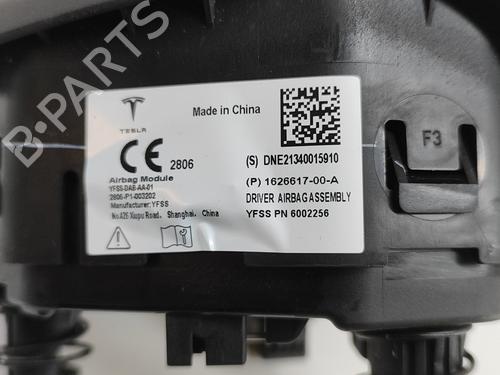 B-PARTS
TESLA
Made in China
CE 2806
Airbag Module
YFSS-DAB-AA-01
2806-P1-003202
Manufacturer: YFSS
No.426 Xiupu Road, Shanghai, China
(S) DNE21340015910
(P) 1626617-00-A
DRIVER AIRBAG ASSEMBLY
YFSS PN 6002256
F3